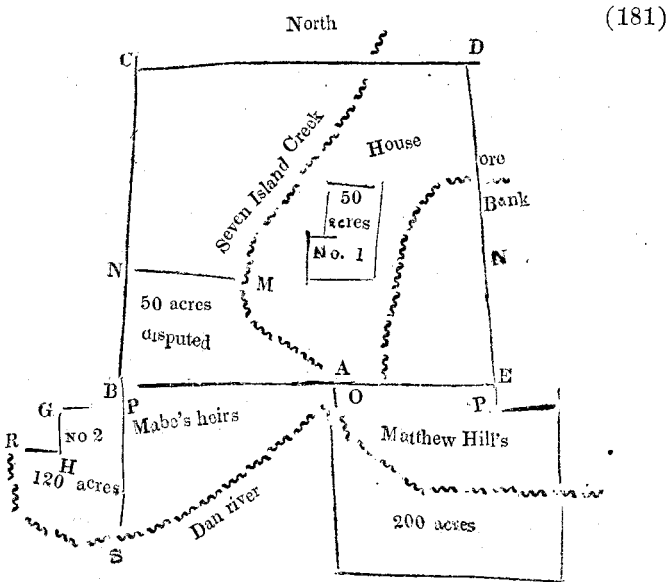 (181)
North
C
D
Seven Island Creek
House
ore
Bank
50
acres
No. 1
N
N
M
50 acres
disputed
A
B
E
G
P
O
P
Mabe's heirs
Matthew Hill's
R
NO 2
H
120 acres
Dan river
200 acres
S